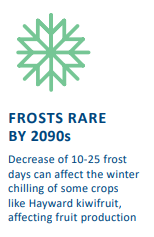 FROSTS RARE
BY 2090s
Decrease of 10-25 frost
days can affect the winter
chilling of some crops
like Hayward kiwifruit,
affecting fruit production